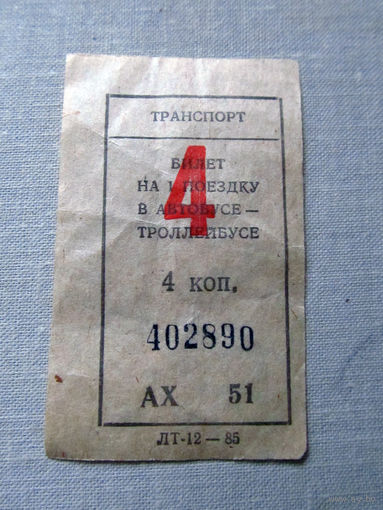 ТРАНСПОРТ
БИЛЕТ
НА 1 ПОЕЗДКУ
В АВТОБУСЕ —
ТРОЛЛЕЙБУСЕ
4
4 коп.
402890
АХ 51
ЛТ-12—85